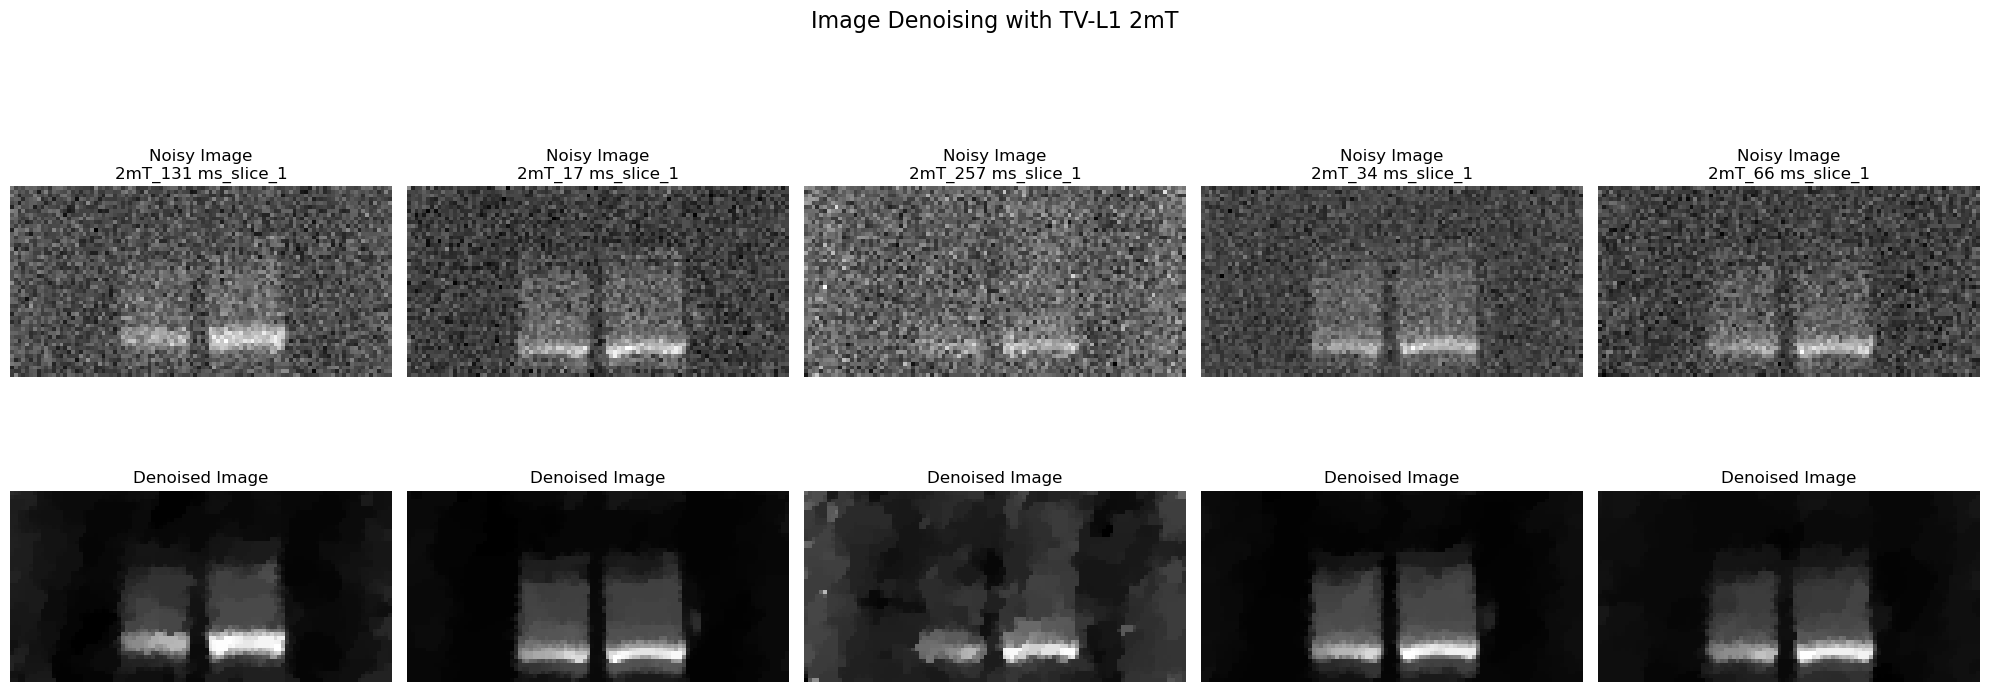 Image Denoising with TV-L1 2mT
Noisy Image
2mT_131 ms_slice_1
Noisy Image
2mT_17 ms_slice_1
Noisy Image
2mT_257 ms_slice_1
Noisy Image
2mT_34 ms_slice_1
Noisy Image
2mT_66 ms_slice_1
Denoised Image
Denoised Image
Denoised Image
Denoised Image
Denoised Image